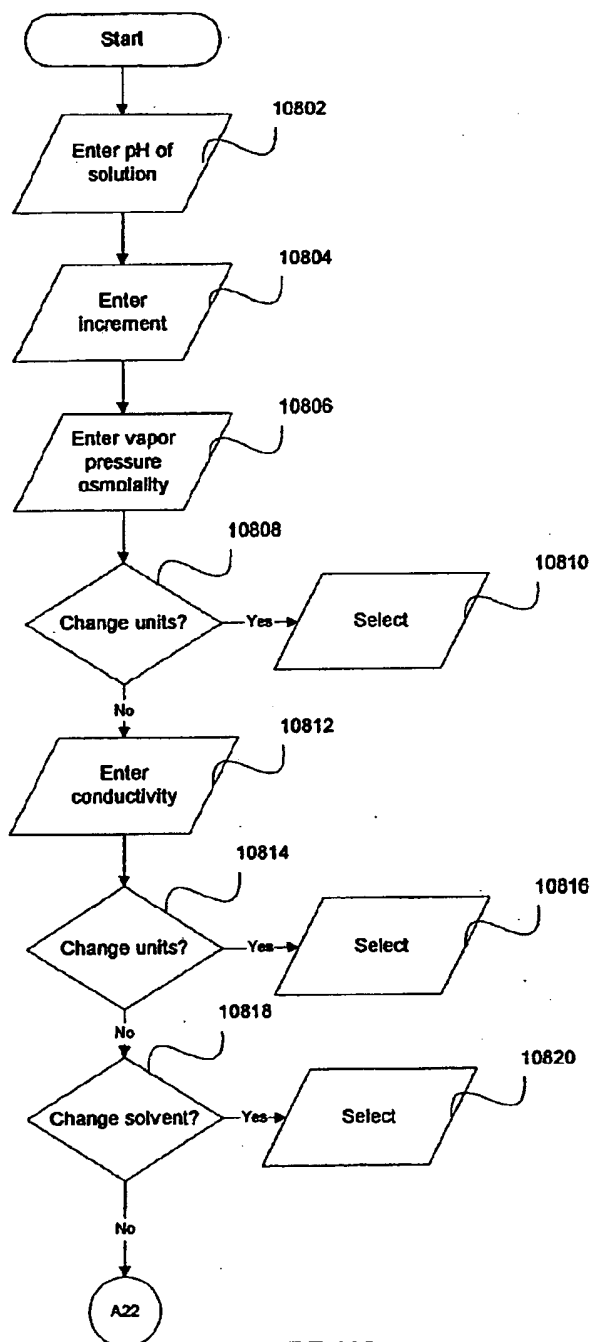 Start
10802
Enter pH of
solution
10804
Enter
increment
10806
Enter vapor
pressure
osmolality
10808
10810
Change units?
Yes
Select
No
10812
Enter
conductivity
10814
10816
Change units?
Yes
Select
No
10818
10820
Change solvent?
Yes
Select
No
A22